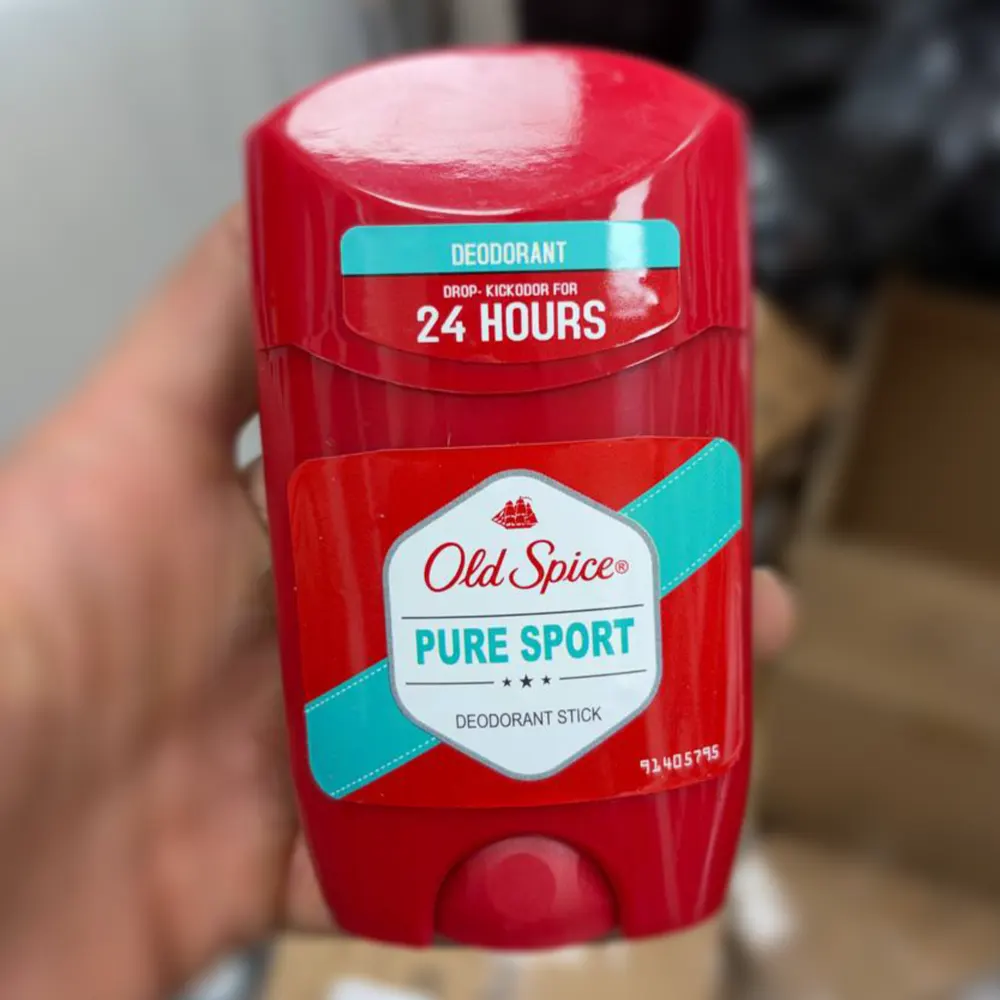 DEODORANT
DROP- KICKODOR FOR
24 HOURS
Old Spice®
PURE SPORT
DEODORANT STICK
91405795